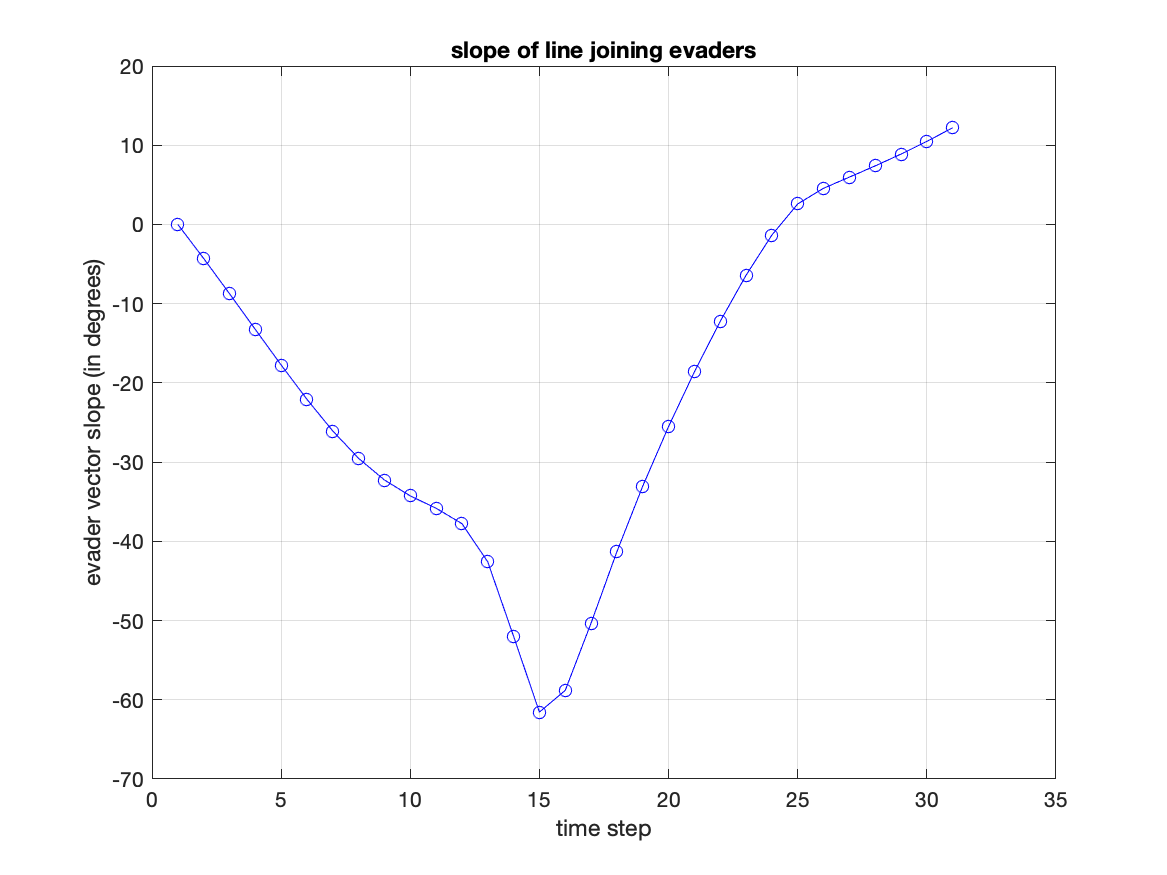 slope of line joining evaders
20
10
0
-10
-20
-30
-40
-50
-60
-70
evader vector slope (in degrees)
0 5 10 15 20 25 30 35
time step